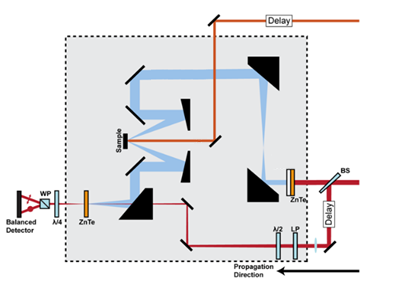 Delay
Sample
WP
λ/4
ZnTe
Balanced
Detector
ZnTe
BS
Delay
λ/2
LP
Propagation
Direction